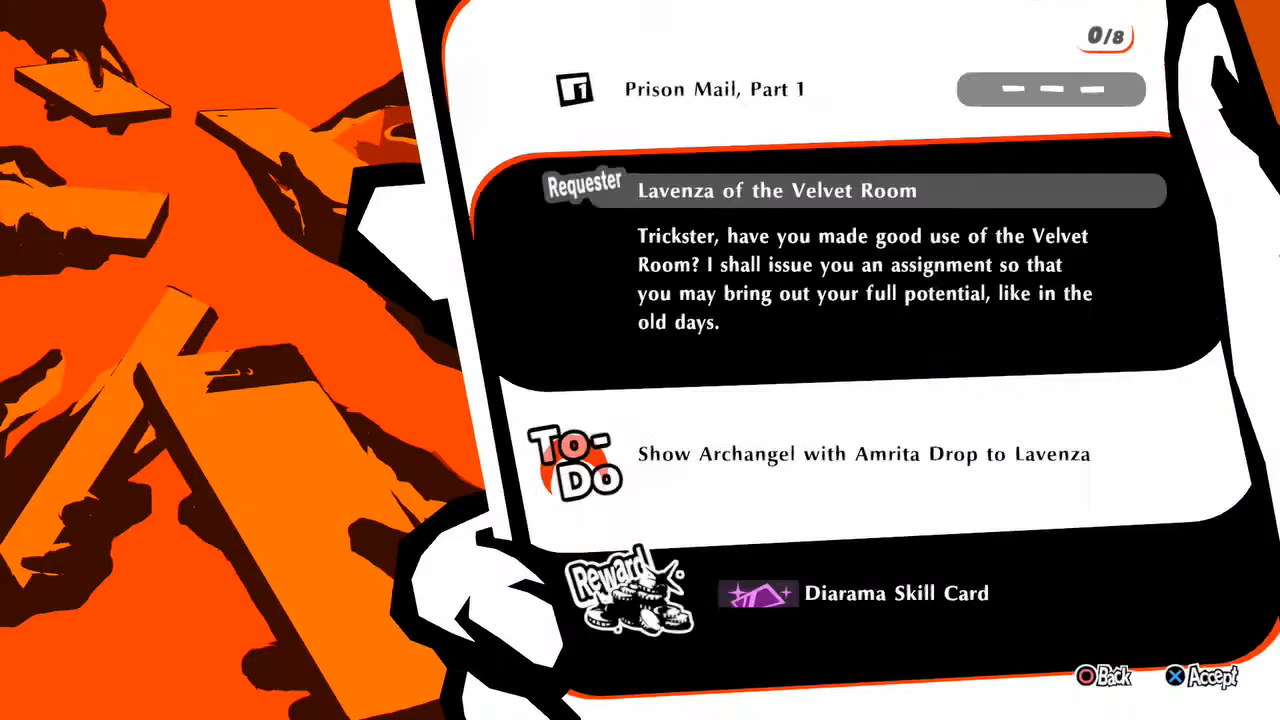 0/8
1 Prison Mail, Part 1
Requester Lavenza of the Velvet Room
Trickster, have you made good use of the Velvet
Room? I shall issue you an assignment so that
you may bring out your full potential, like in the
old days.
To-
Do
Show Archangel with Amrita Drop to Lavenza
Reward
Diarama Skill Card
Back Accept